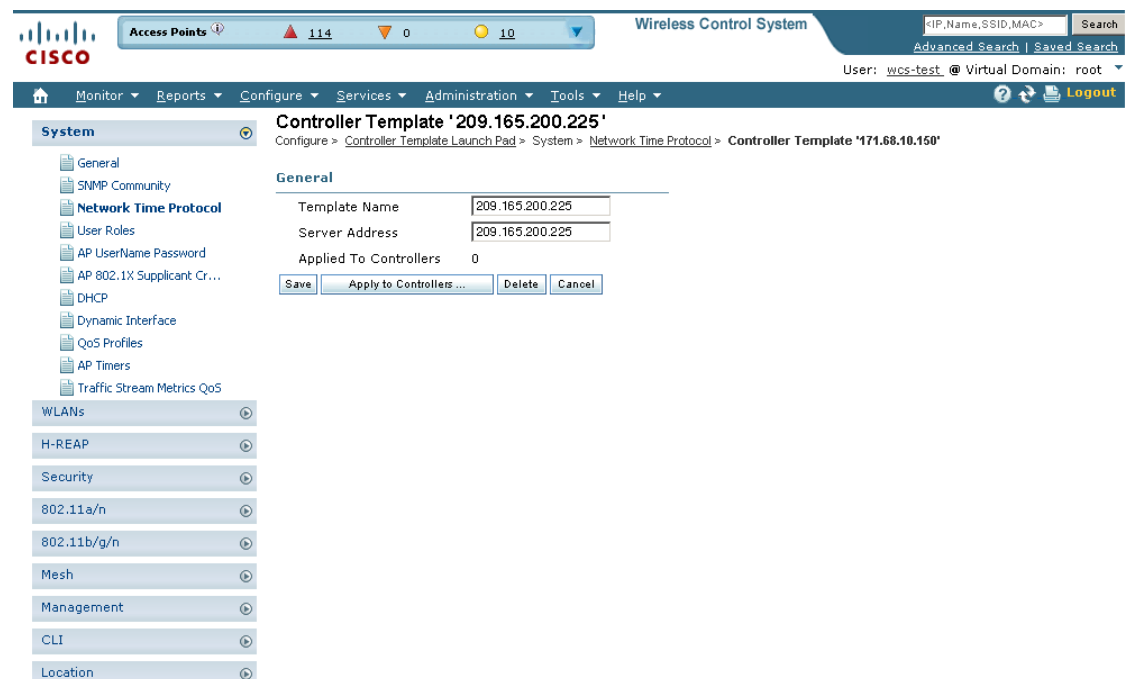 CISCO
Access Points
114 0 10
Wireless Control System
<IP,Name,SSID,MAC> Search
Advanced Search | Saved Search
User: wcs-test @ Virtual Domain: root
Monitor Reports Configure Services Administration Tools Help
Logout
System
General
SNMP Community
Network Time Protocol
User Roles
AP UserName Password
AP 802.1X Supplicant Cr...
DHCP
Dynamic Interface
QoS Profiles
AP Timers
Traffic Stream Metrics QoS
WLANs
H-REAP
Security
802.11a/n
802.11b/g/n
Mesh
Management
CLI
Location
Controller Template '209.165.200.225'
Configure > Controller Template Launch Pad > System > Network Time Protocol > Controller Template '171.68.10.150'
General
Template Name 209.165.200.225
Server Address 209.165.200.225
Applied To Controllers 0
Save Apply to Controllers ... Delete Cancel